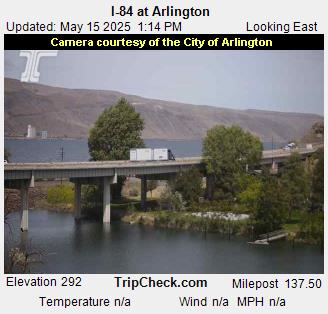 I-84 at Arlington
Updated: May 15 2025 1:14 PM Looking East
Camera courtesy of the City of Arlington
Elevation 292 TripCheck.com Milepost 137.50
Temperature n/a Wind n/a MPH n/a